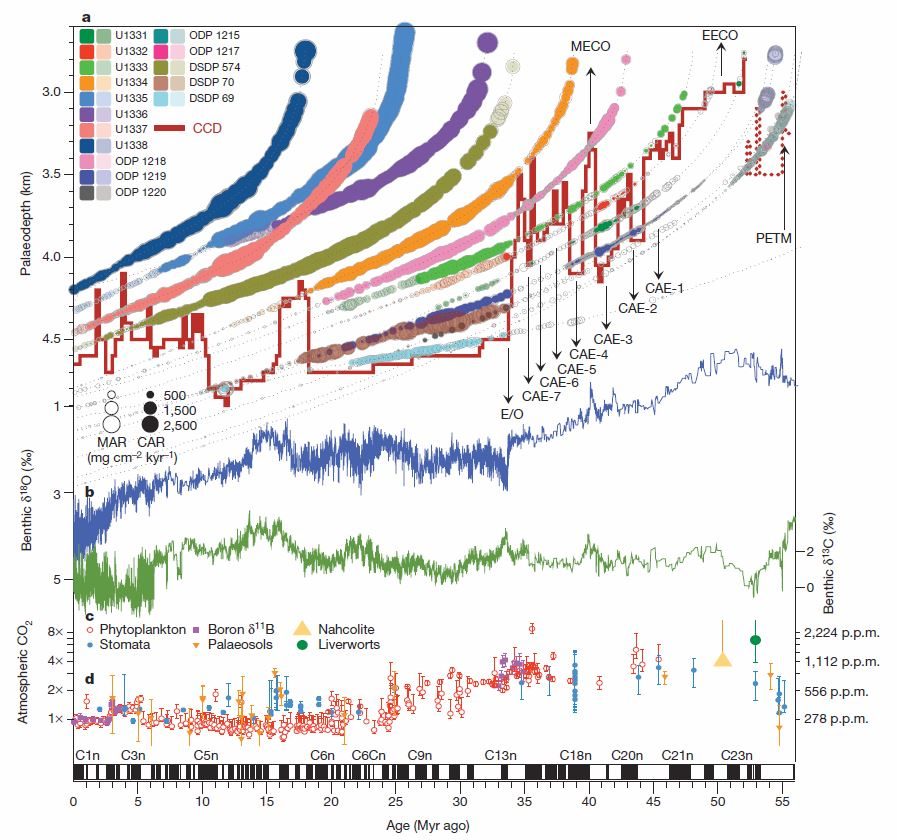 a
U1331
U1332
U1333
U1334
U1335
U1336
U1337
U1338
ODP 1218
ODP 1219
ODP 1220
ODP 1215
ODP 1217
DSDP 574
DSDP 70
DSDP 69
CCD
MECO
EECO
PETM
CAE-1
CAE-2
CAE-3
CAE-4
CAE-5
CAE-6
CAE-7
E/O
Palaeodepth (km)
3.0
3.5
4.0
4.5
500
1,500
2,500
MAR CAR
(mg cm⁻² kyr⁻¹)
b
Benthic δ¹⁸O (‰)
1
3
5
Benthic δ¹³C (‰)
2
0
c
Phytoplankton
Stomata
Boron δ¹¹B
Palaeosols
Nahcolite
Liverworts
d
Atmospheric CO₂
8×
4×
2×
1×
2,224 p.p.m.
1,112 p.p.m.
556 p.p.m.
278 p.p.m.
C1n C3n C5n C6n C6Cn C9n C13n C18n C20n C21n C23n
0 5 10 15 20 25 30 35 40 45 50 55
Age (Myr ago)